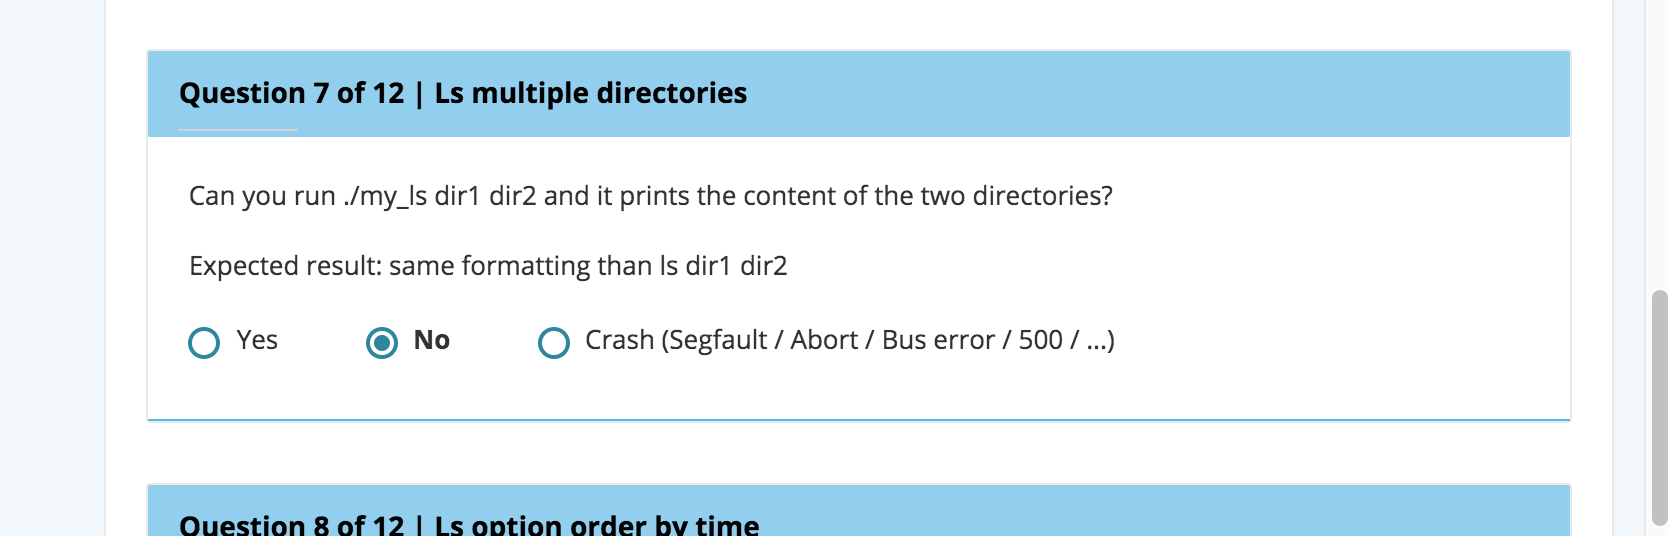 Question 7 of 12 | Ls multiple directories
Can you run ./my_ls dir1 dir2 and it prints the content of the two directories?
Expected result: same formatting than ls dir1 dir2
Yes No Crash (Segfault / Abort / Bus error / 500 / ...)
Question 8 of 12 | Ls option order by time